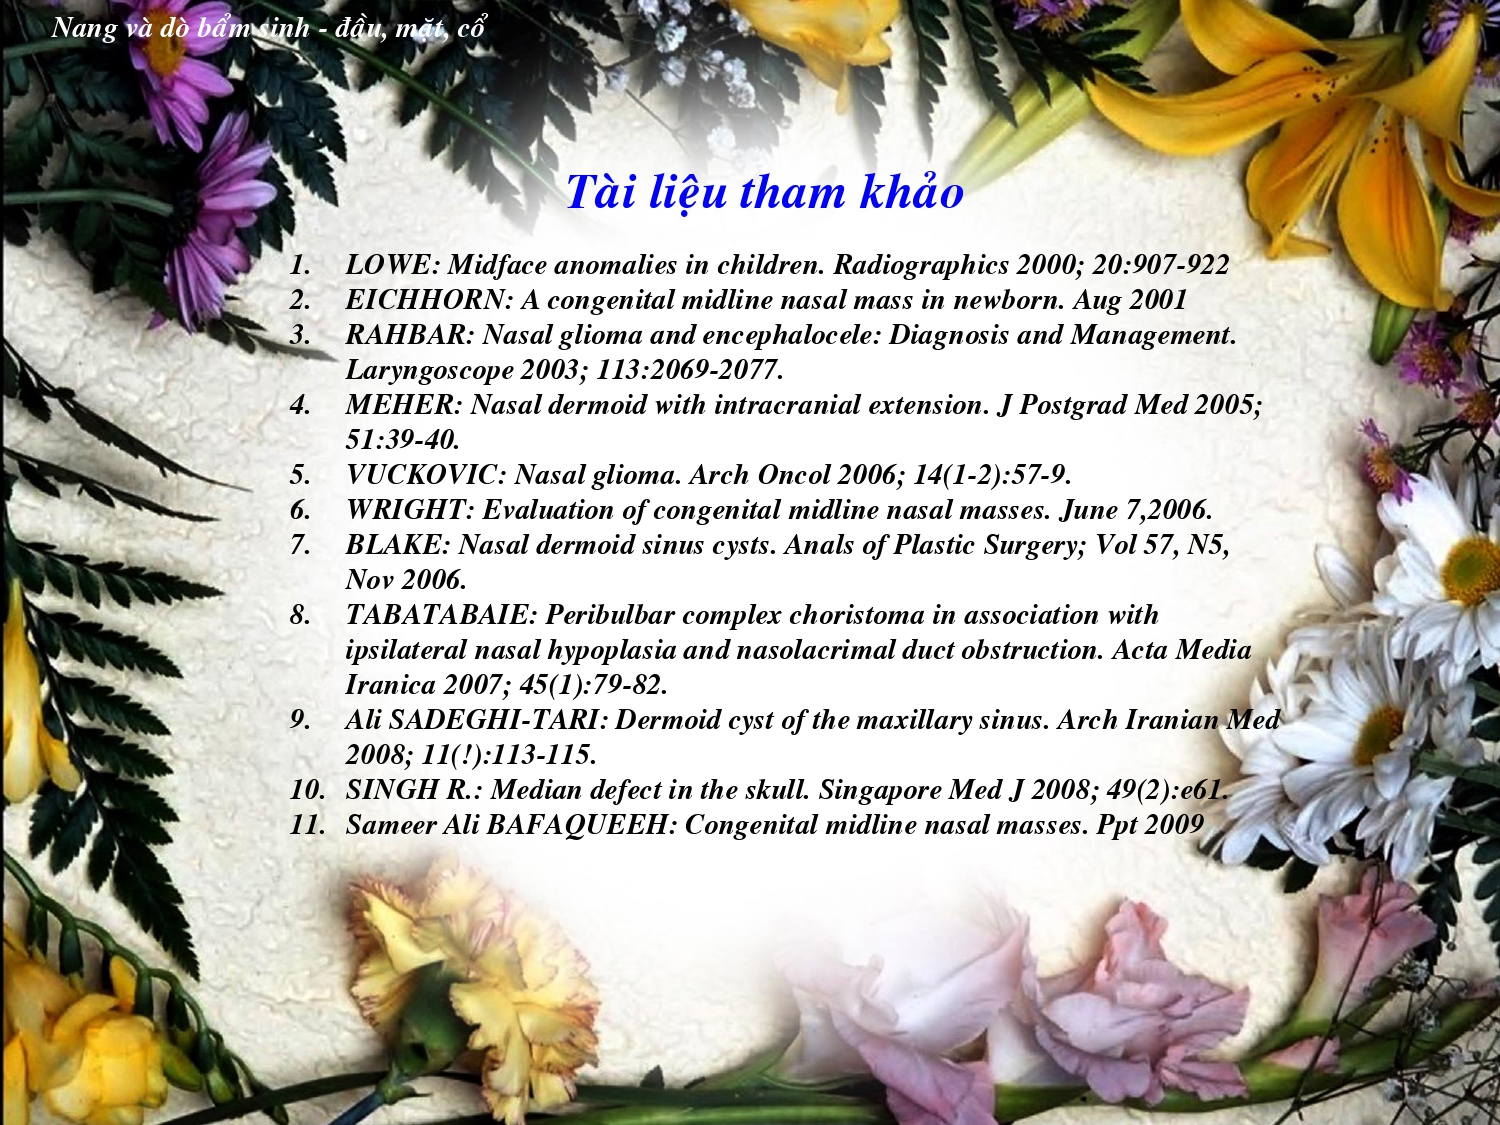 Nang và dò bẩm sinh - đầu, mặt, cổ
Tài liệu tham khảo
1. LOWE: Midface anomalies in children. Radiographics 2000; 20:907-922
2. EICHHORN: A congenital midline nasal mass in newborn. Aug 2001
3. RAHBAR: Nasal glioma and encephalocele: Diagnosis and Management.
Laryngoscope 2003; 113:2069-2077.
4. MEHER: Nasal dermoid with intracranial extension. J Postgrad Med 2005;
51:39-40.
5. VUCKOVIC: Nasal glioma. Arch Oncol 2006; 14(1-2):57-9.
6. WRIGHT: Evaluation of congenital midline nasal masses. June 7,2006.
7. BLAKE: Nasal dermoid sinus cysts. Anals of Plastic Surgery; Vol 57, N5,
Nov 2006.
8. TABATABAIE: Peribulbar complex choristoma in association with
ipsilateral nasal hypoplasia and nasolacrimal duct obstruction. Acta Media
Iranica 2007; 45(1):79-82.
9. Ali SADEGHI-TARI: Dermoid cyst of the maxillary sinus. Arch Iranian Med
2008; 11(!):113-115.
10. SINGH R.: Median defect in the skull. Singapore Med J 2008; 49(2):e61.
11. Sameer Ali BAFAQUEEH: Congenital midline nasal masses. Ppt 2009